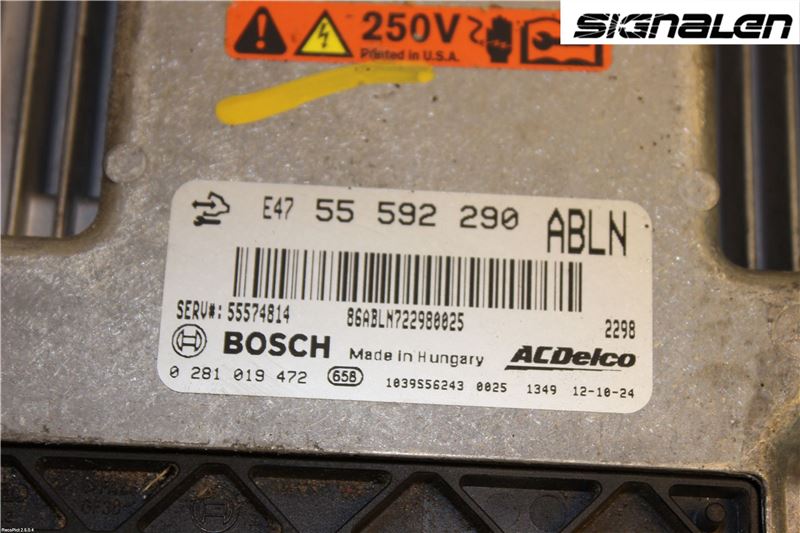 SIGNALEN
250V
Printed in U.S.A.
E47 55 592 290 ABLN
SERV#: 55574814 86ABLN722980025 2298
BOSCH Made in Hungary ACDelco
0 281 019 472 658 1039S56243 0025 1349 12-10-24